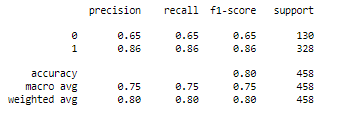 precision recall f1-score support
0 0.65 0.65 0.65 130
1 0.86 0.86 0.86 328
accuracy 0.80 458
macro avg 0.75 0.75 0.75 458
weighted avg 0.80 0.80 0.80 458